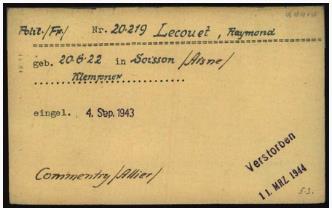 Polit./Fr./ Nr. 20219 Lecouet, Raymond
geb. 20.6.22 in Soisson /Aisne/
Klempner
eingel. 4. Sep. 1943
Verstorben
11. MRZ. 1944
Commentry/Allier/